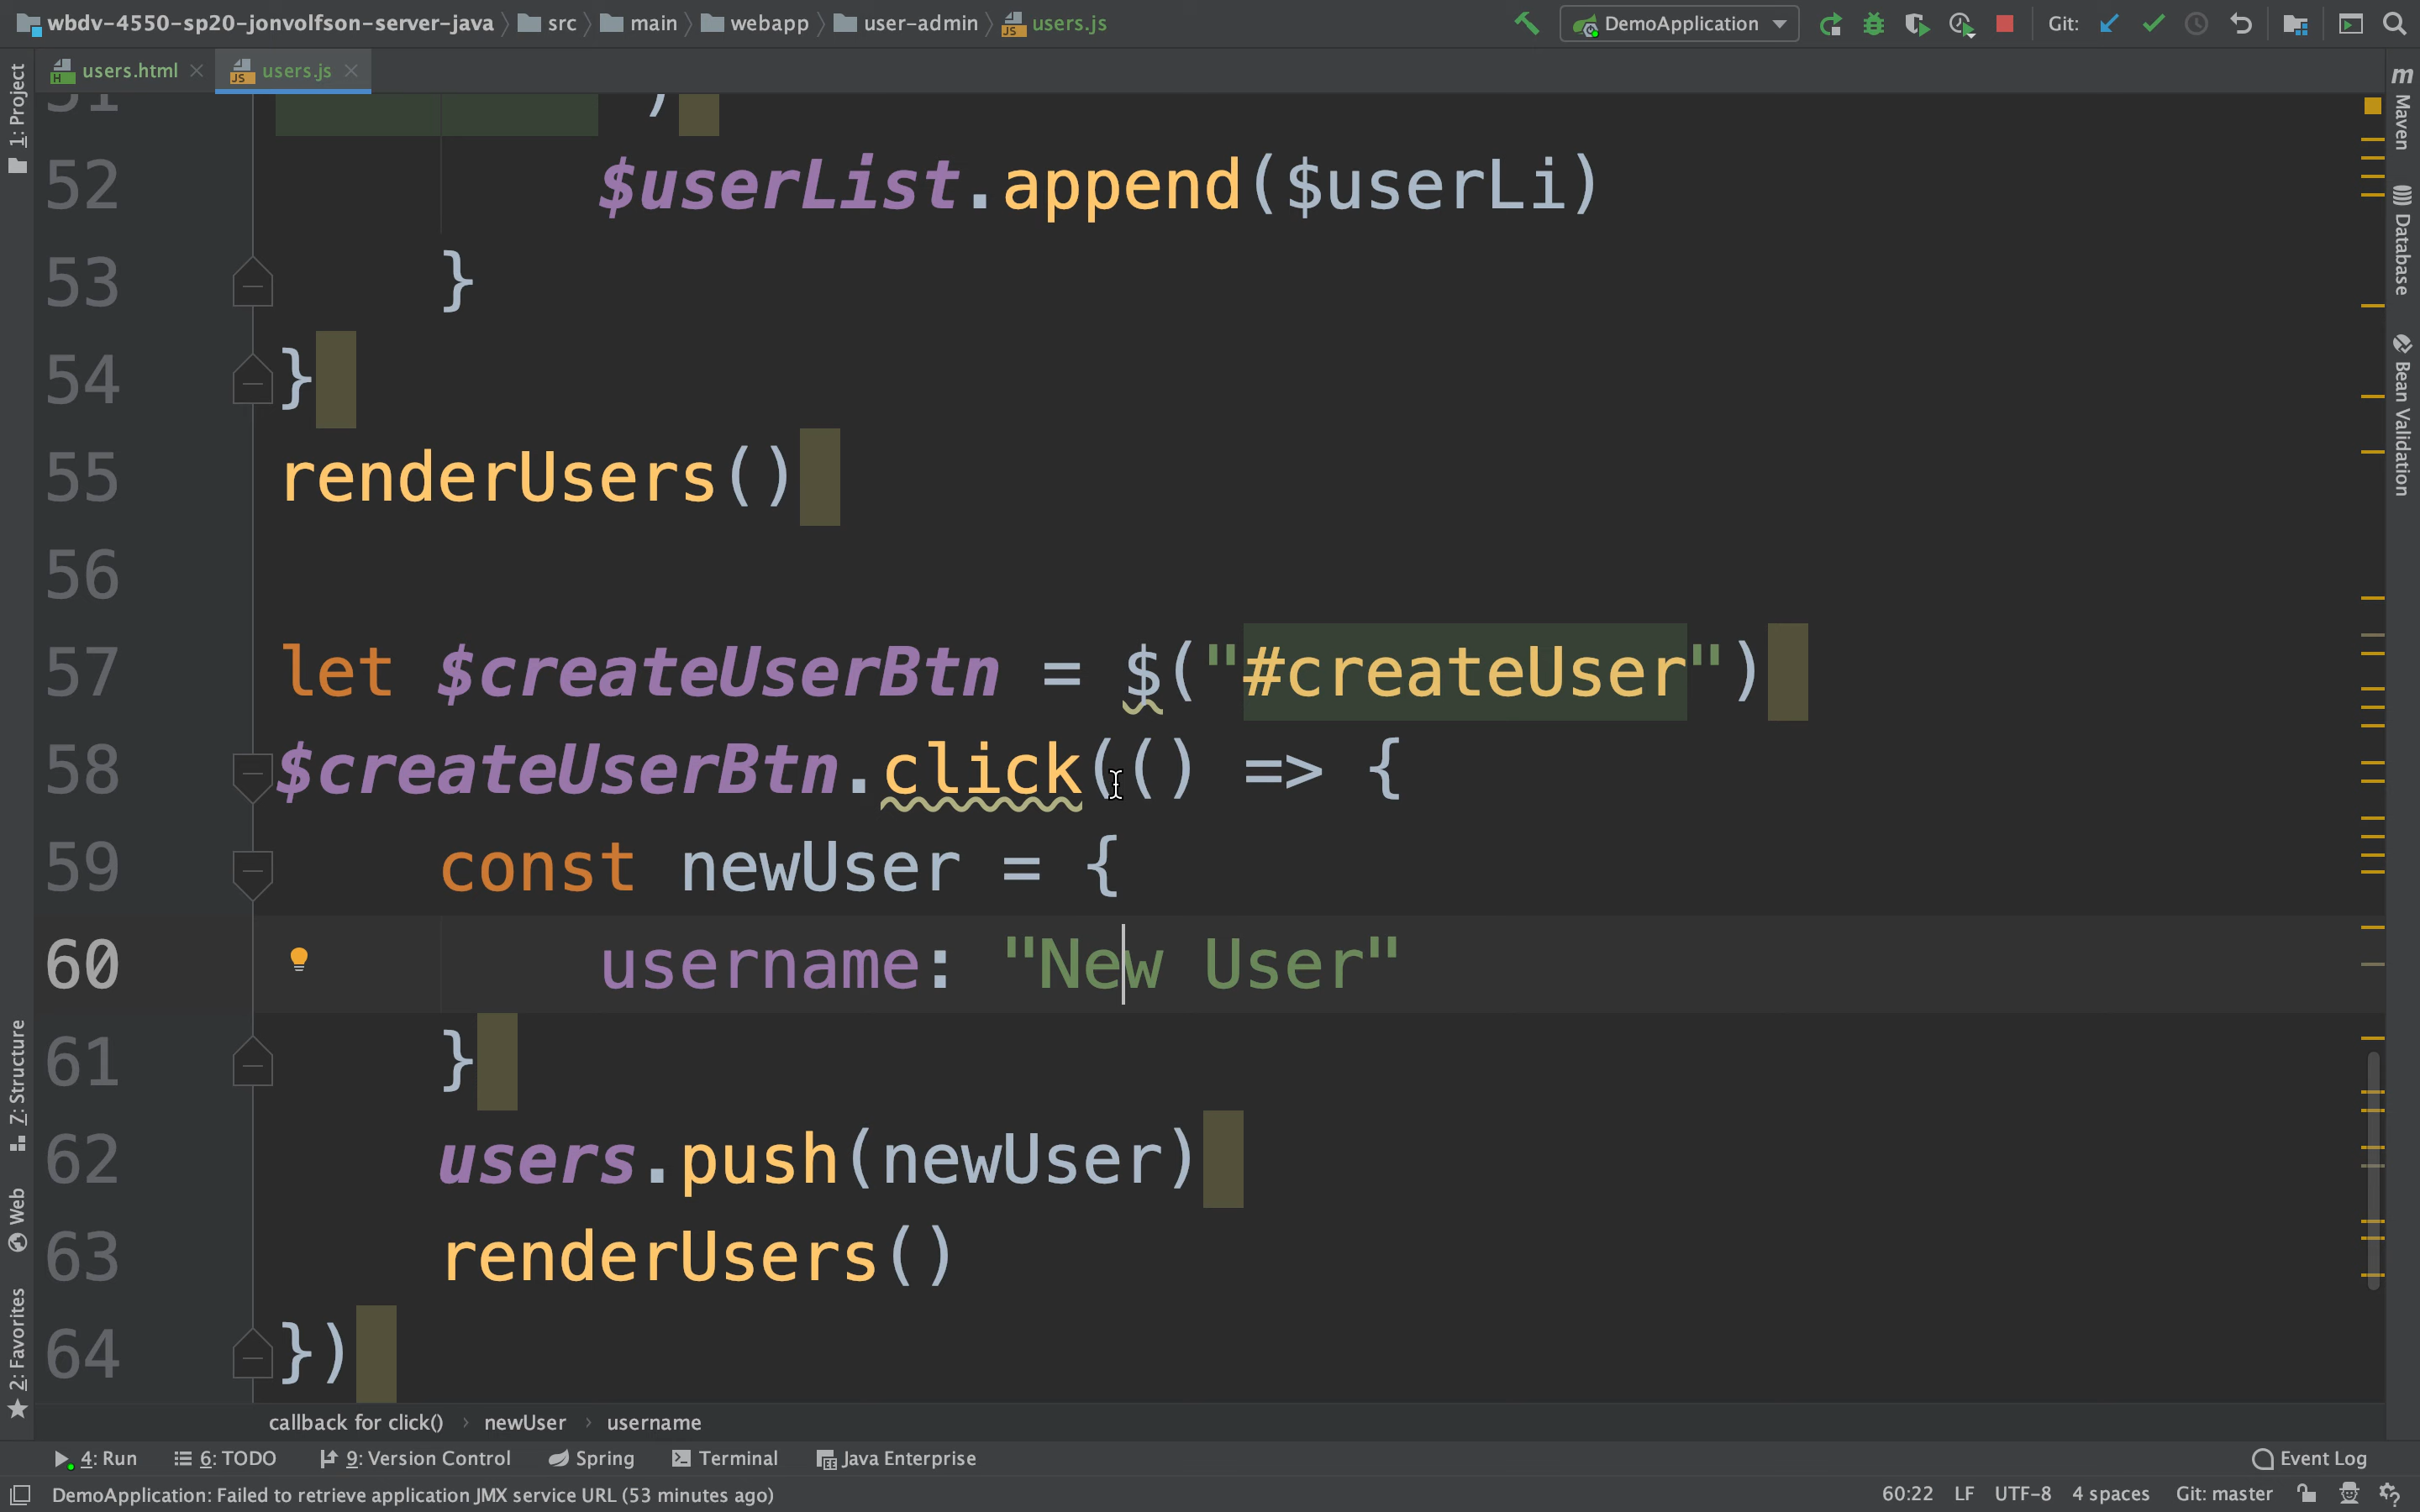 wbdv-4550-sp20-jonvolfson-server-java src main webapp user-admin users.js DemoApplication Git:
users.html users.js
51 )
52 $userList.append($userLi)
53 }
54 }
55 renderUsers()
56
57 let $createUserBtn = $("#createUser")
58 $createUserBtn.click(() => {
59 const newUser = {
60 username: "New User"
61 }
62 users.push(newUser)
63 renderUsers()
64 })
callback for click() newUser username
4: Run 6: TODO 9: Version Control Spring Terminal Java Enterprise Event Log
DemoApplication: Failed to retrieve application JMX service URL (53 minutes ago) 60:22 LF UTF-8 4 spaces Git: master
1: Project
7: Structure
Web
2: Favorites
m Maven
Database
Bean Validation